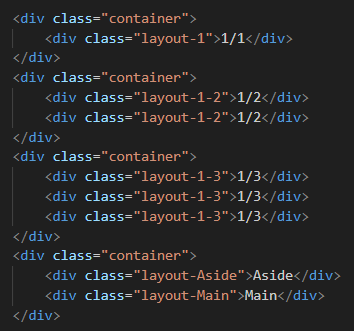 <div class="container">
    <div class="layout-1">1/1</div>
</div>
<div class="container">
    <div class="layout-1-2">1/2</div>
    <div class="layout-1-2">1/2</div>
</div>
<div class="container">
    <div class="layout-1-3">1/3</div>
    <div class="layout-1-3">1/3</div>
    <div class="layout-1-3">1/3</div>
</div>
<div class="container">
    <div class="layout-Aside">Aside</div>
    <div class="layout-Main">Main</div>
</div>